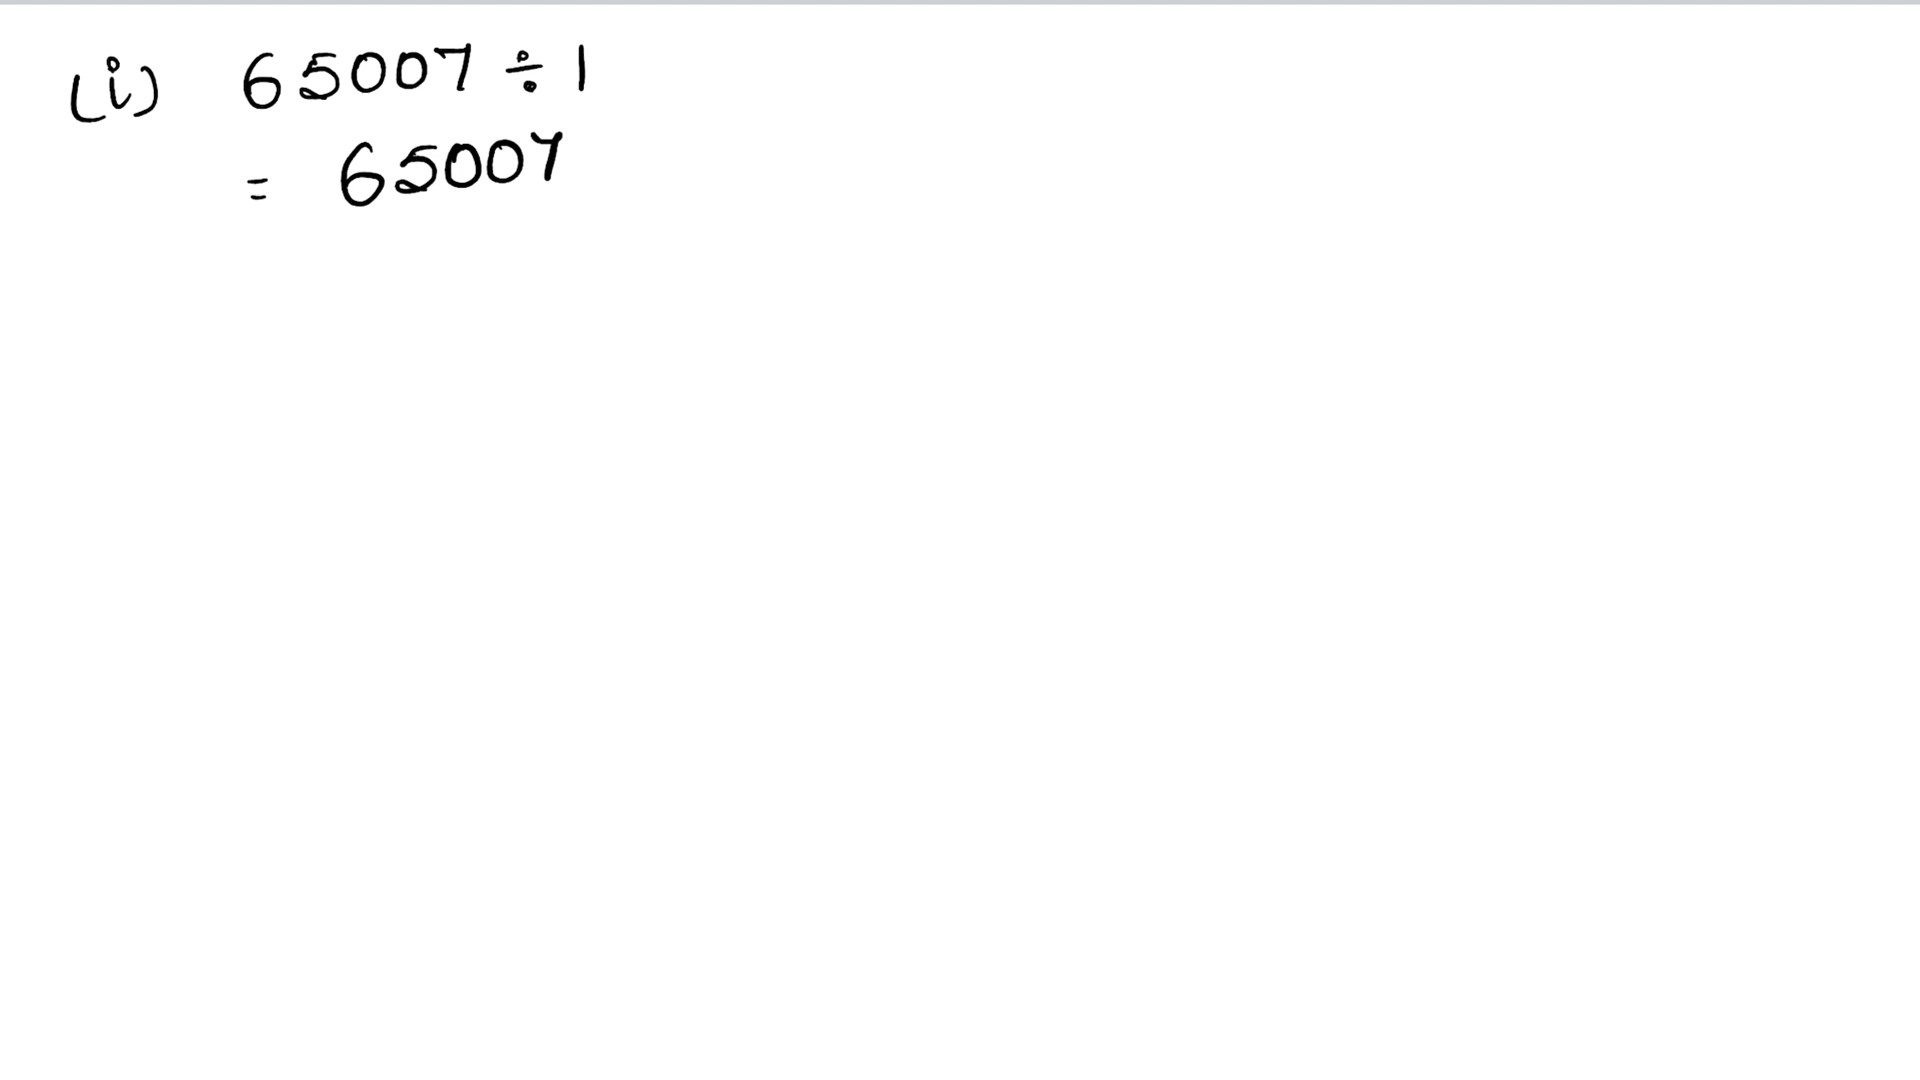 (i) 65007 ÷ 1
= 65007